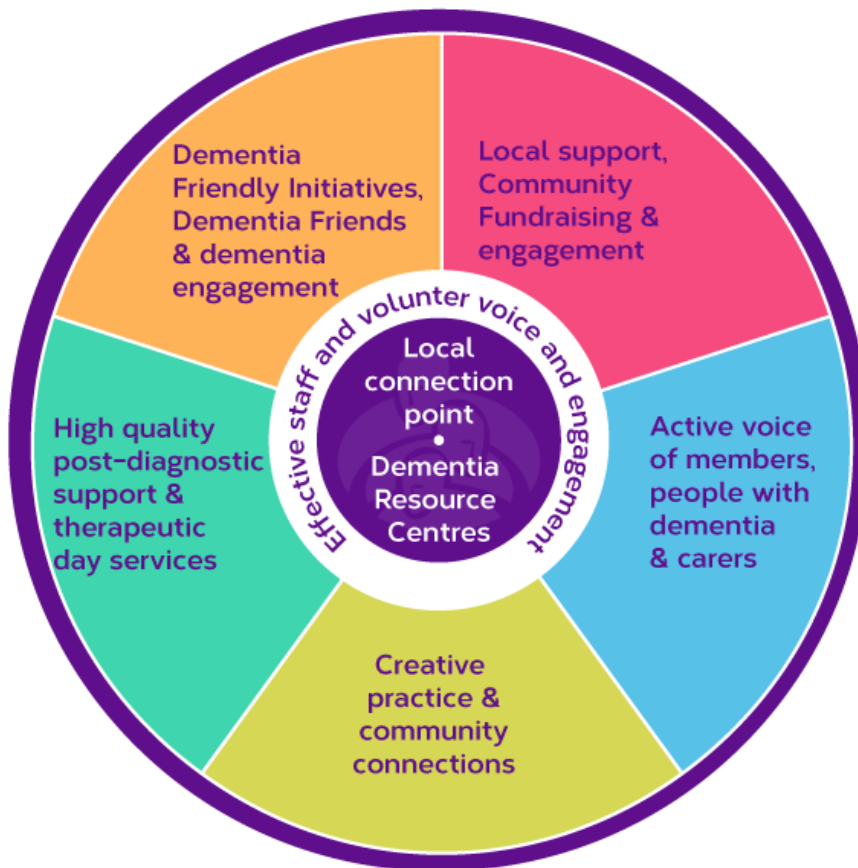 Dementia
Friendly Initiatives,
Dementia Friends
& dementia
engagement
Local support,
Community
Fundraising &
engagement
Effective staff and volunter voice and engagement
Local
connection
point
•
Dementia
Resource
Centres
High quality
post-diagnostic
support &
therapeutic
day services
Active voice
of members,
people with
dementia
& carers
Creative
practice &
community
connections